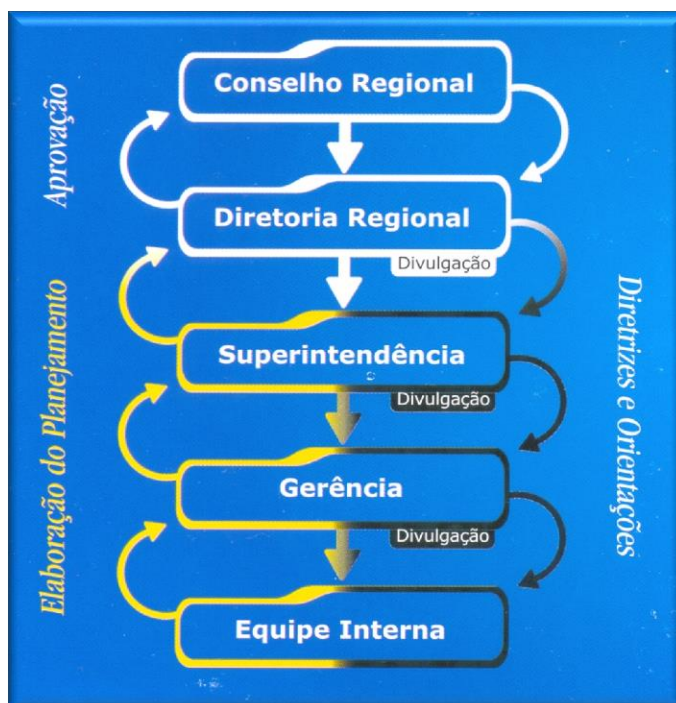 Conselho Regional
Aprovação
Diretoria Regional
Divulgação
Superintendência
Divulgação
Gerência
Divulgação
Equipe Interna
Elaboração do Planejamento
Diretrizes e Orientações